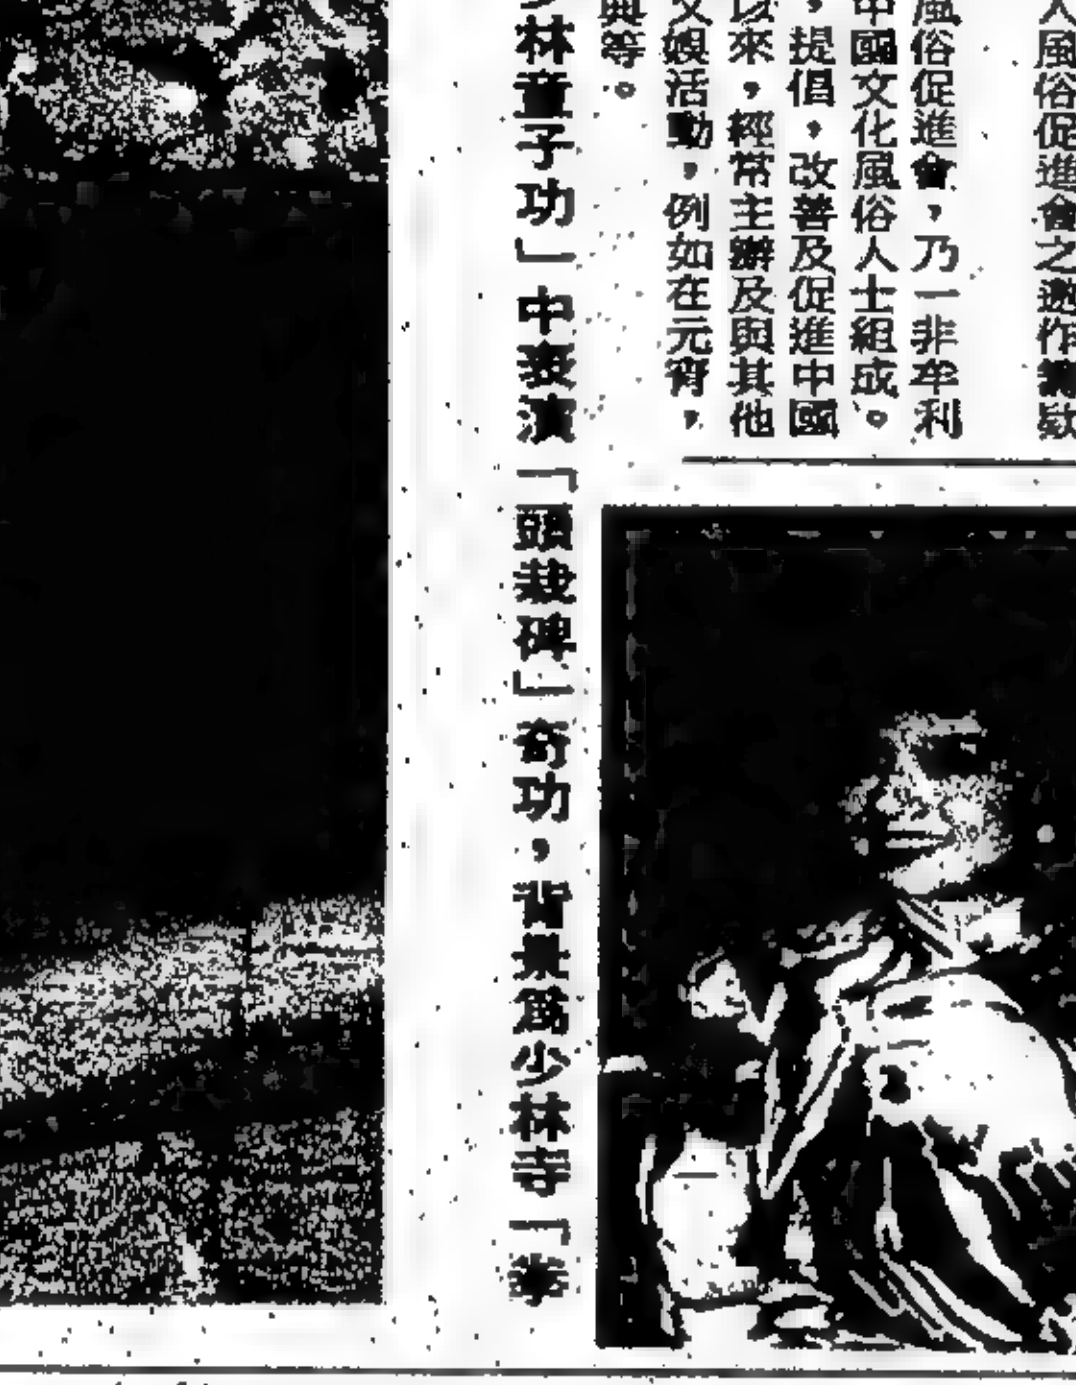 人風俗促進會之邀作
風俗促進會，乃一非牟利
中國文化風俗人士組成。
，提倡，改善及促進中國
以來，經常主辦及與其他
文娛活動，例如在元宵，
典等。
少林童子功」中表演「頭栽碑」奇功，背景為少林寺「拳